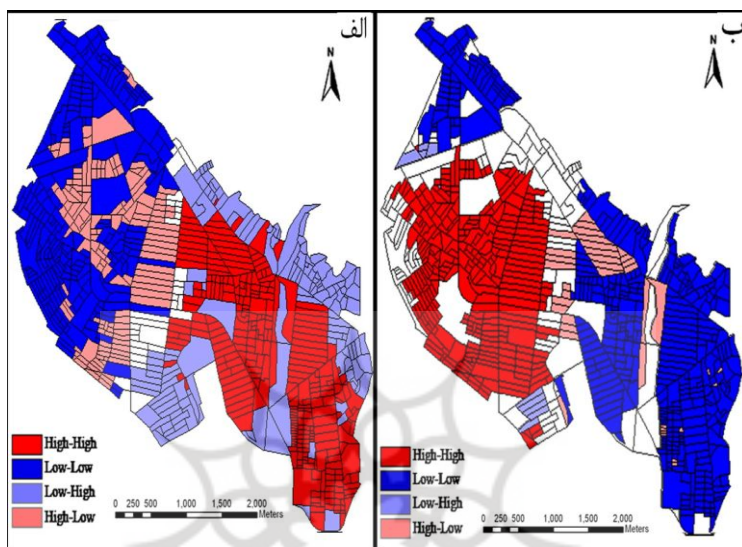 الف
N
High-High
Low-Low
Low-High
High-Low
0 250 500 1,000 1,500 2,000
Meters
ب
N
High-High
Low-Low
Low-High
High-Low
0 250 500 1,000 1,500 2,000
Meters